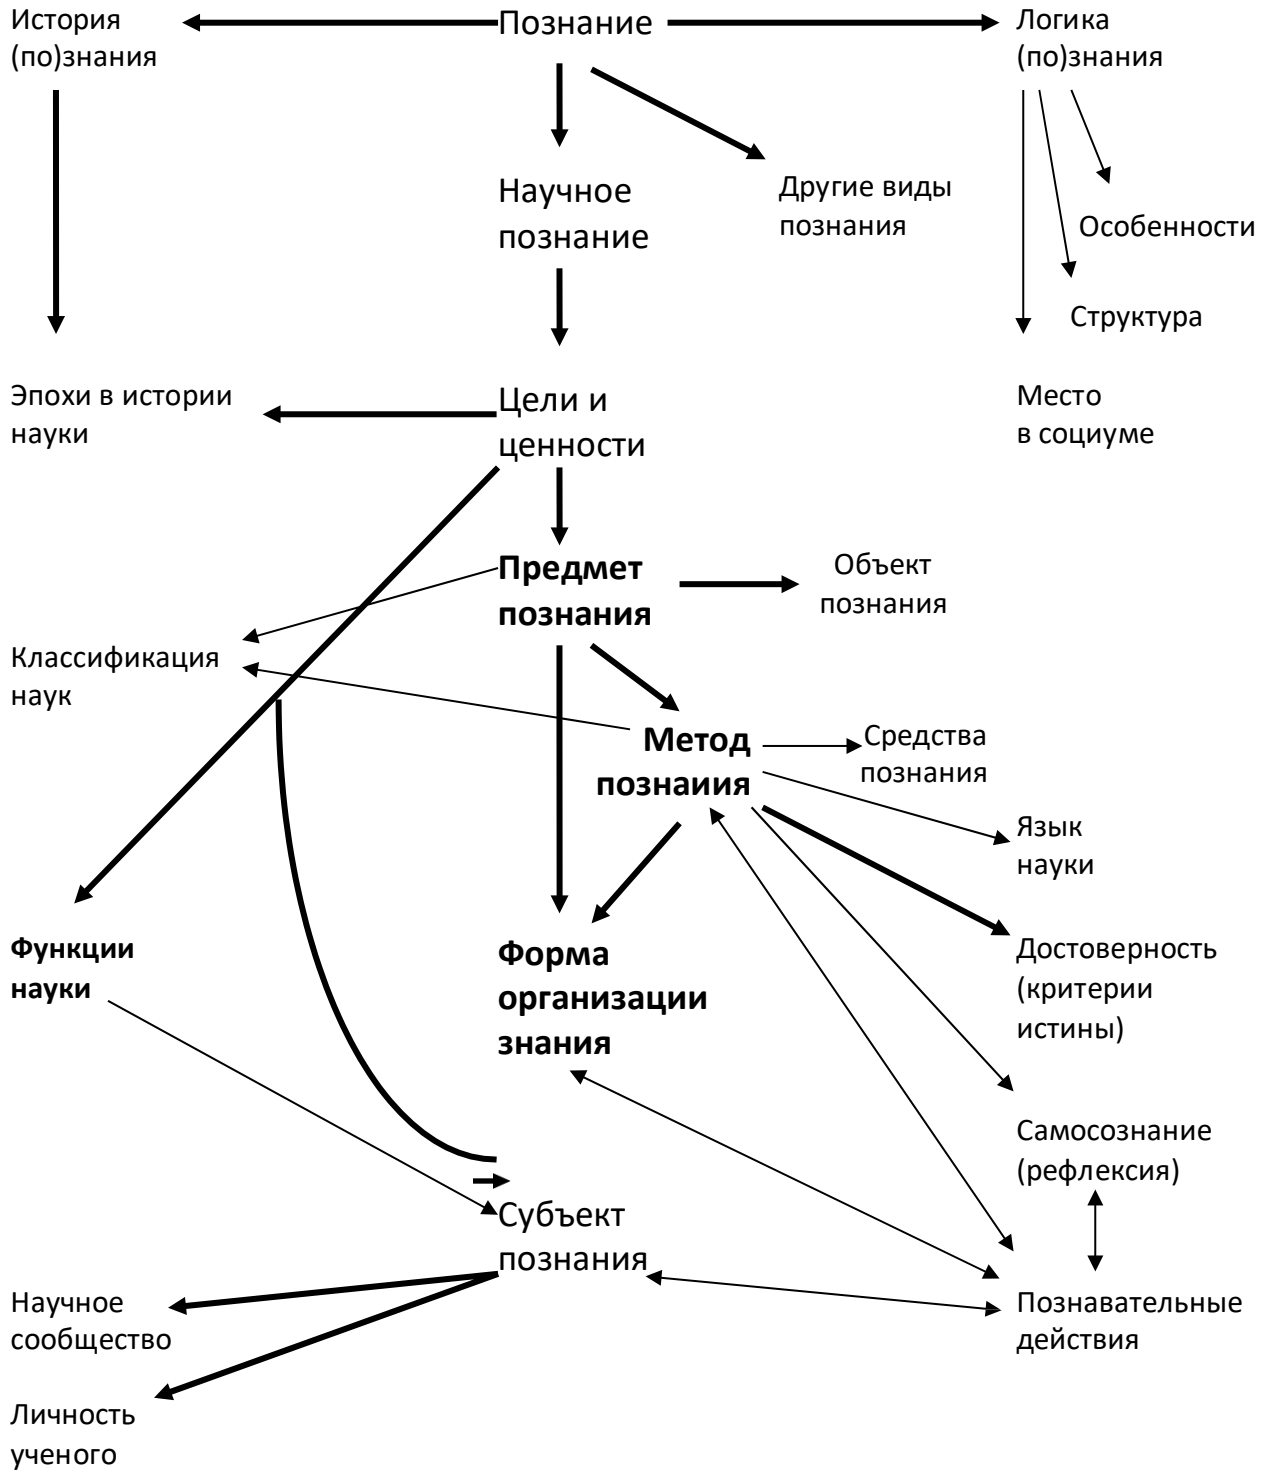 История
(по)знания
Познание
Логика
(по)знания
Научное
познание
Другие виды
познания
Особенности
Структура
Эпохи в истории
науки
Цели и
ценности
Место
в социуме
Предмет
познания
Объект
познания
Классификация
наук
Метод
познаиия
Средства
познания
Язык
науки
Функции
науки
Форма
организации
знания
Достоверность
(критерии
истины)
Самосознание
(рефлексия)
Субъект
познания
Научное
сообщество
Познавательные
действия
Личность
ученого